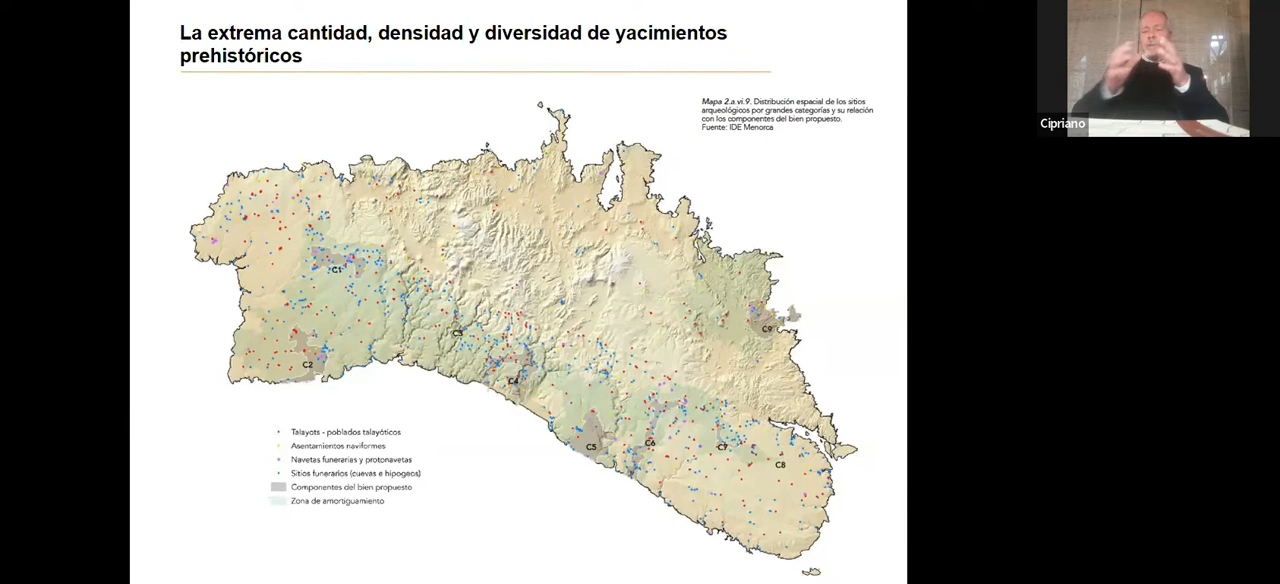 La extrema cantidad, densidad y diversidad de yacimientos
prehistóricos
Mapa 2.a.vi.9. Distribución espacial de los sitios
arqueológicos por grandes categorías y su relación
con los componentes del bien propuesto.
Fuente: IDE Menorca
Cipriano
C1
C2
C3
C4
C5
C6
C7
C8
C9
Talayots - poblados talayóticos
Asentamientos naviformes
Navetas funerarias y protonavetas
Sitios funerarios (cuevas e hipogeos)
Componentes del bien propuesto
Zona de amortiguamiento